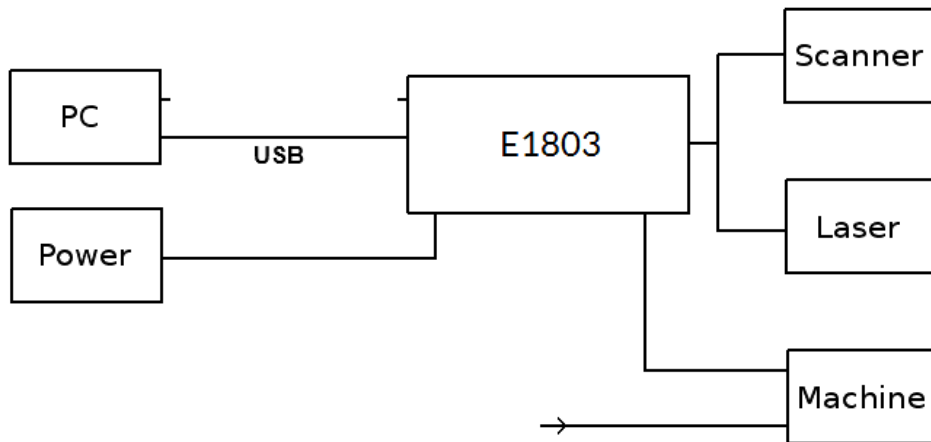 Scanner
PC
E1803
USB
Laser
Power
Machine